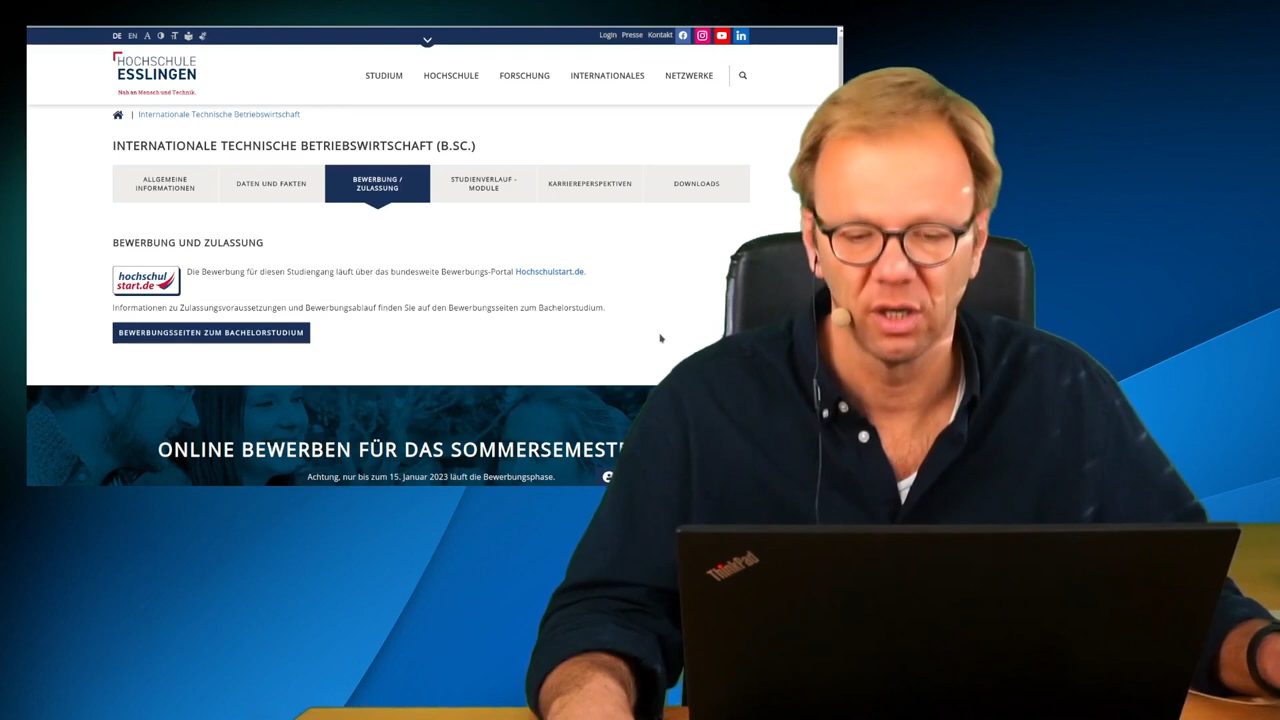 DE EN A
Login Presse Kontakt
HOCHSCHULE
ESSLINGEN
Nah an Mensch und Technik.
STUDIUM HOCHSCHULE FORSCHUNG INTERNATIONALES NETZWERKE
| Internationale Technische Betriebswirtschaft
INTERNATIONALE TECHNISCHE BETRIEBSWIRTSCHAFT (B.SC.)
ALLGEMEINE
INFORMATIONEN
DATEN UND FAKTEN
BEWERBUNG /
ZULASSUNG
STUDIENVERLAUF -
MODULE
KARRIEREPERSPEKTIVEN
DOWNLOADS
BEWERBUNG UND ZULASSUNG
hochschul
start.de
Die Bewerbung für diesen Studiengang läuft über das bundesweite Bewerbungs-Portal Hochschulstart.de.
Informationen zu Zulassungsvoraussetzungen und Bewerbungsablauf finden Sie auf den Bewerbungsseiten zum Bachelorstudium.
BEWERBUNGSSEITEN ZUM BACHELORSTUDIUM
ONLINE BEWERBEN FÜR DAS SOMMERSEMEST
Achtung, nur bis zum 15. Januar 2023 läuft die Bewerbungsphase.
ThinkPad